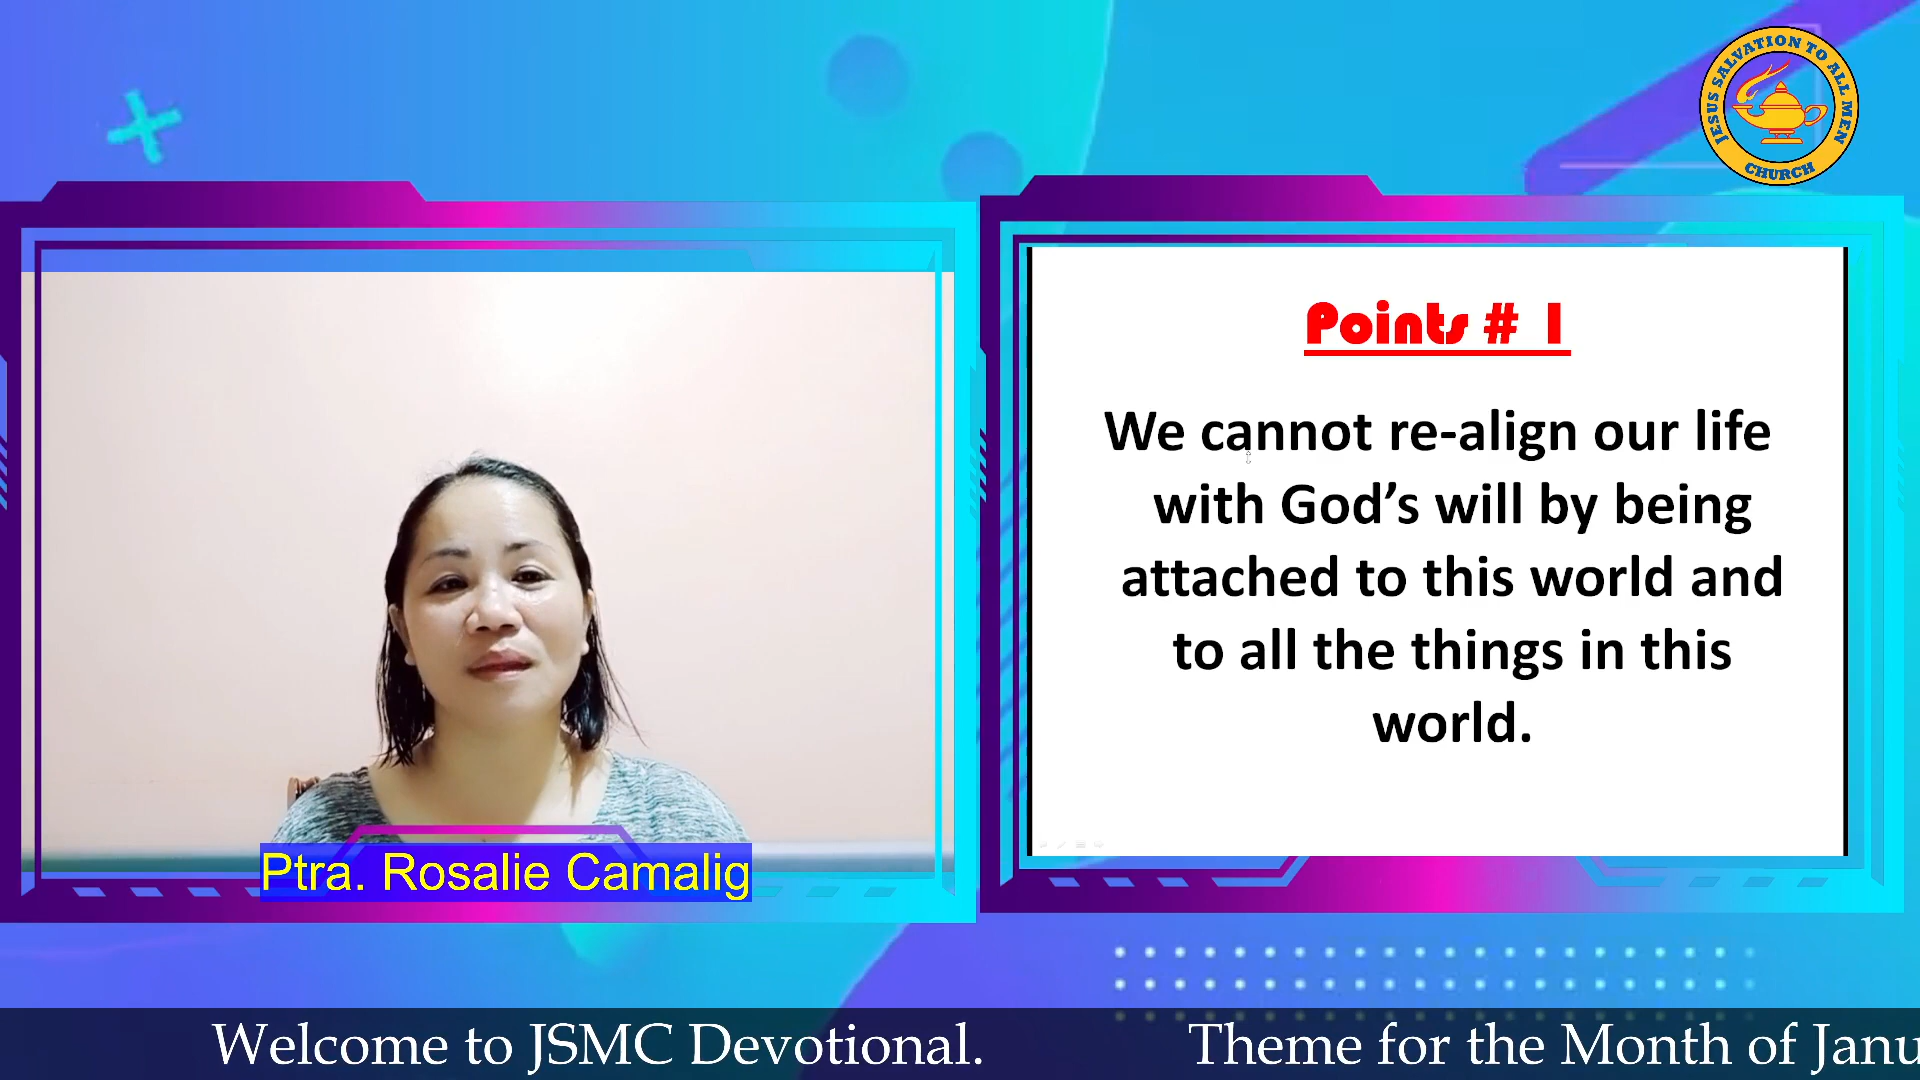 JESUS SALVATION TO ALL MEN
CHURCH
Points # 1
We cannot re-align our life
with God’s will by being
attached to this world and
to all the things in this
world.
Ptra. Rosalie Camalig
Welcome to JSMC Devotional.
Theme for the Month of Janu